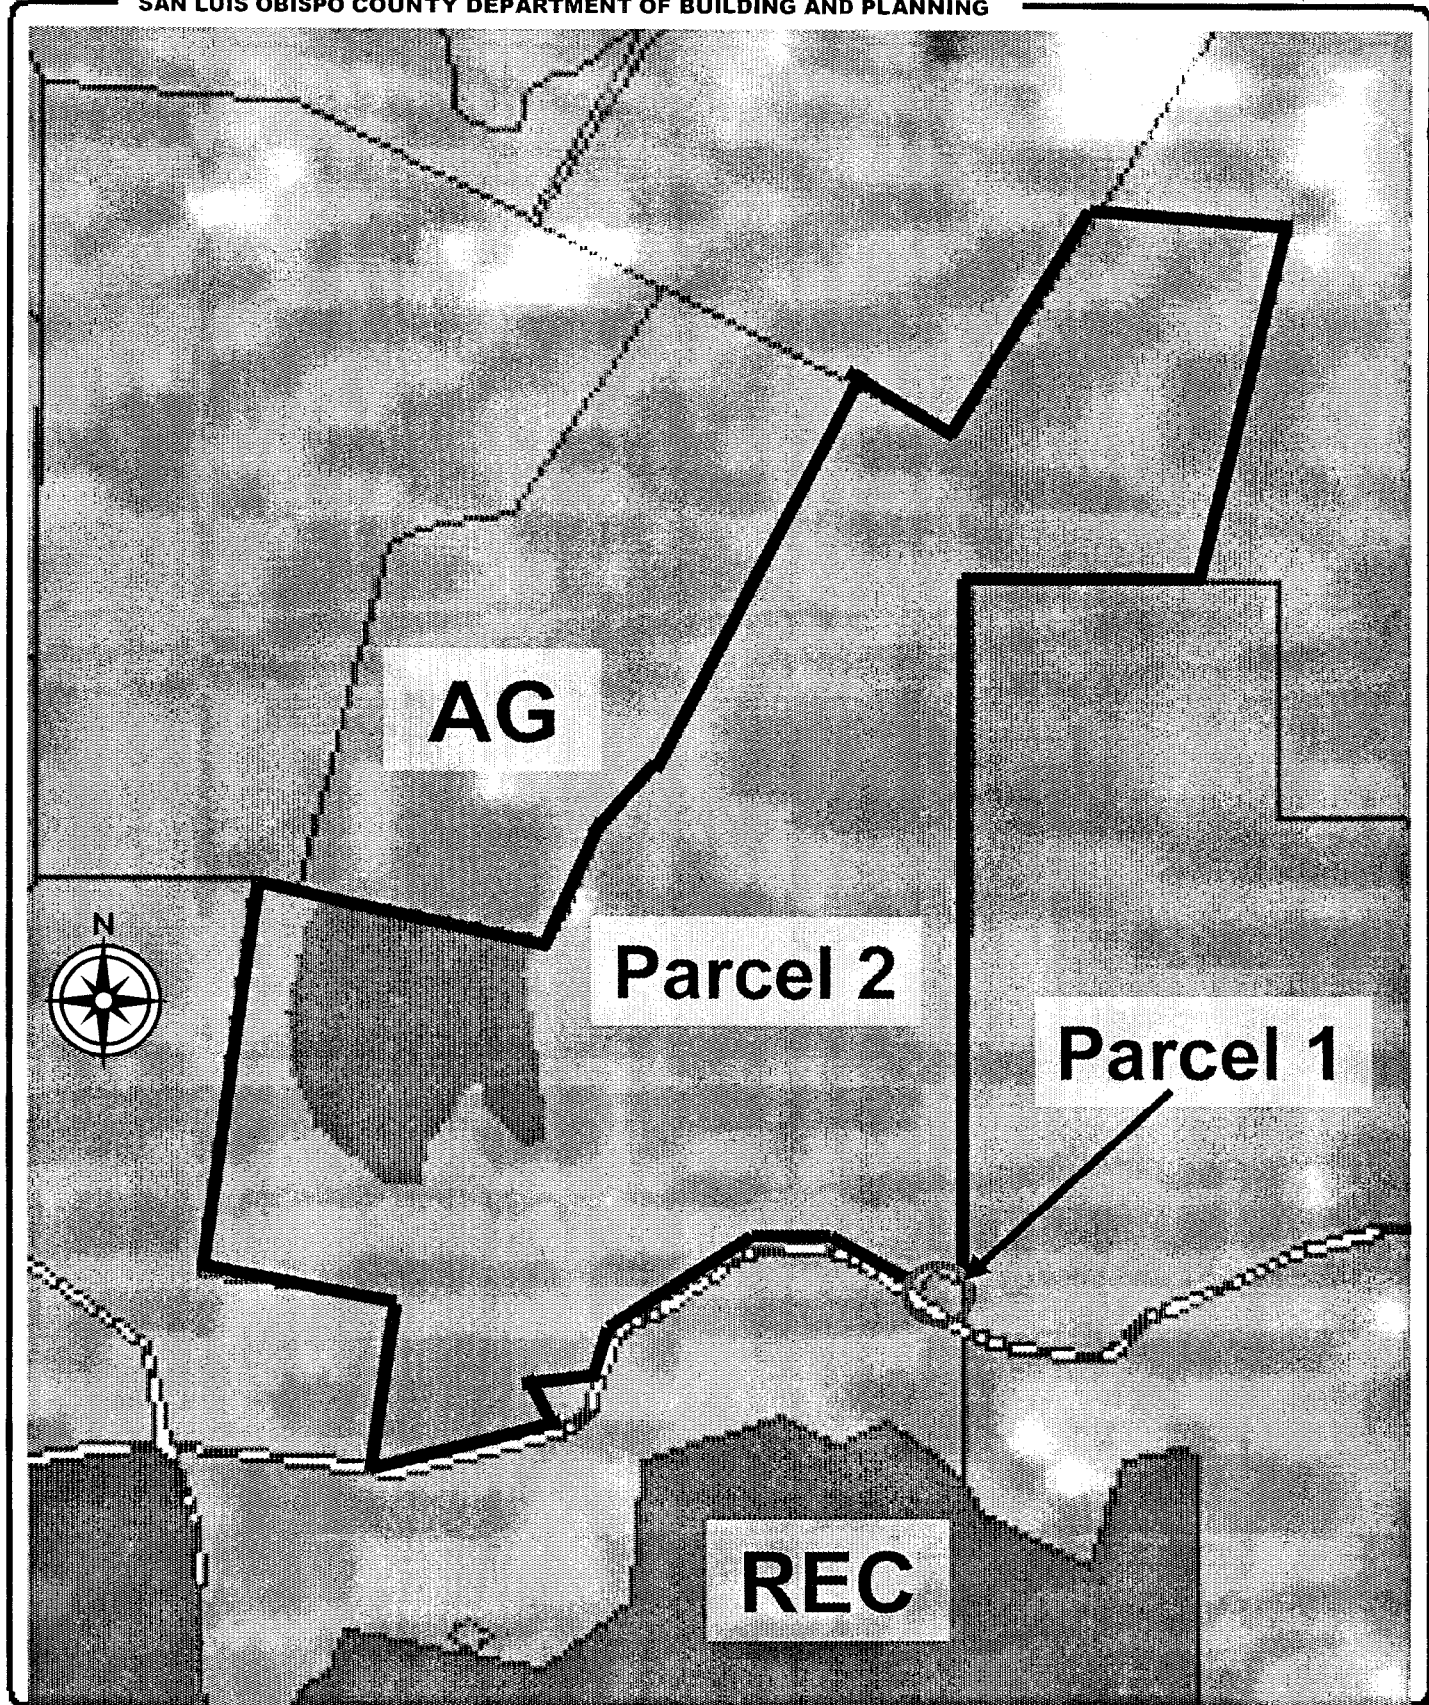 SAN LUIS OBISPO COUNTY DEPARTMENT OF BUILDING AND PLANNING
AG
N
Parcel 2
Parcel 1
REC